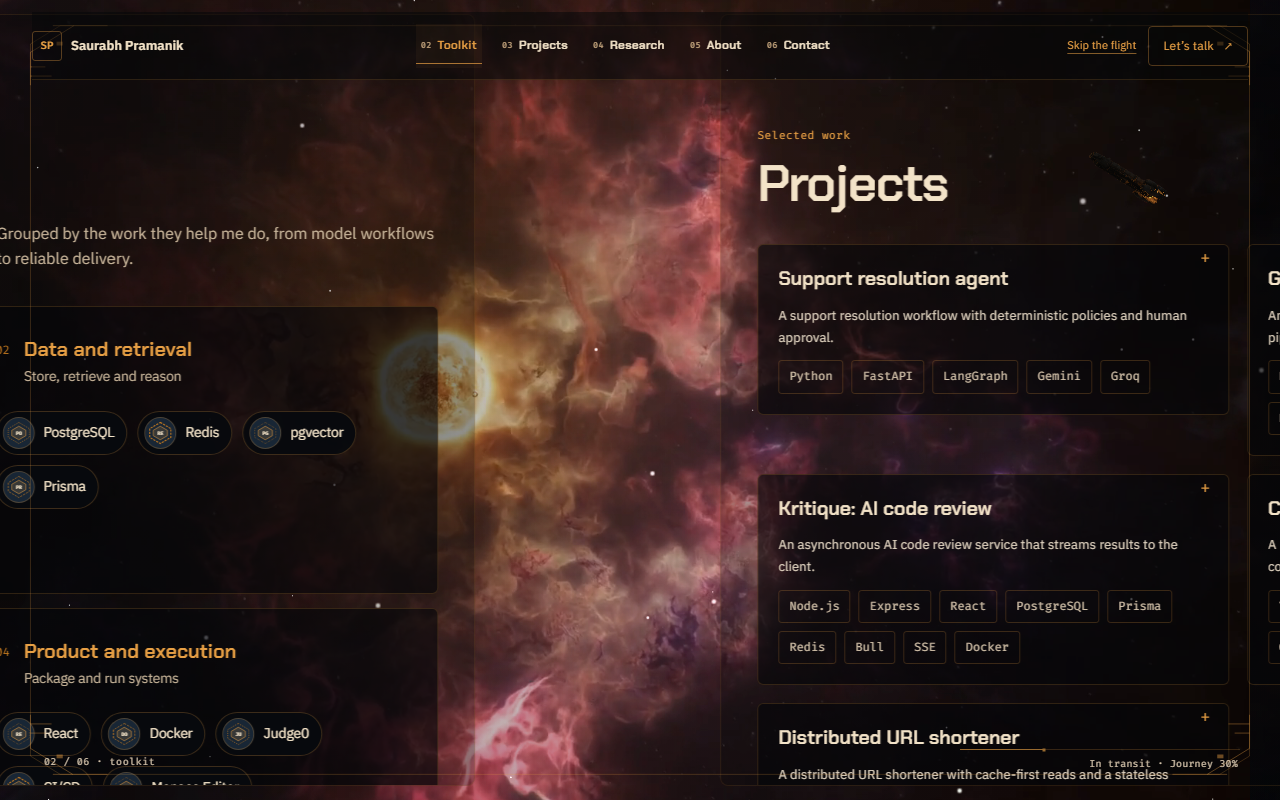 SP
Saurabh Pramanik
02 Toolkit
03 Projects
04 Research
05 About
06 Contact
Skip the flight
Let's talk ↗
Grouped by the work they help me do, from model workflows
to reliable delivery.
02 Data and retrieval
Store, retrieve and reason
PostgreSQL
Redis
pgvector
Prisma
04 Product and execution
Package and run systems
React
Docker
Judge0
02 / 06 · toolkit
Selected work
Projects
Support resolution agent
+
A support resolution workflow with deterministic policies and human
approval.
Python
FastAPI
LangGraph
Gemini
Groq
Kritique: AI code review
+
An asynchronous AI code review service that streams results to the
client.
Node.js
Express
React
PostgreSQL
Prisma
Redis
Bull
SSE
Docker
Distributed URL shortener
+
A distributed URL shortener with cache-first reads and a stateless
In transit · Journey 30%